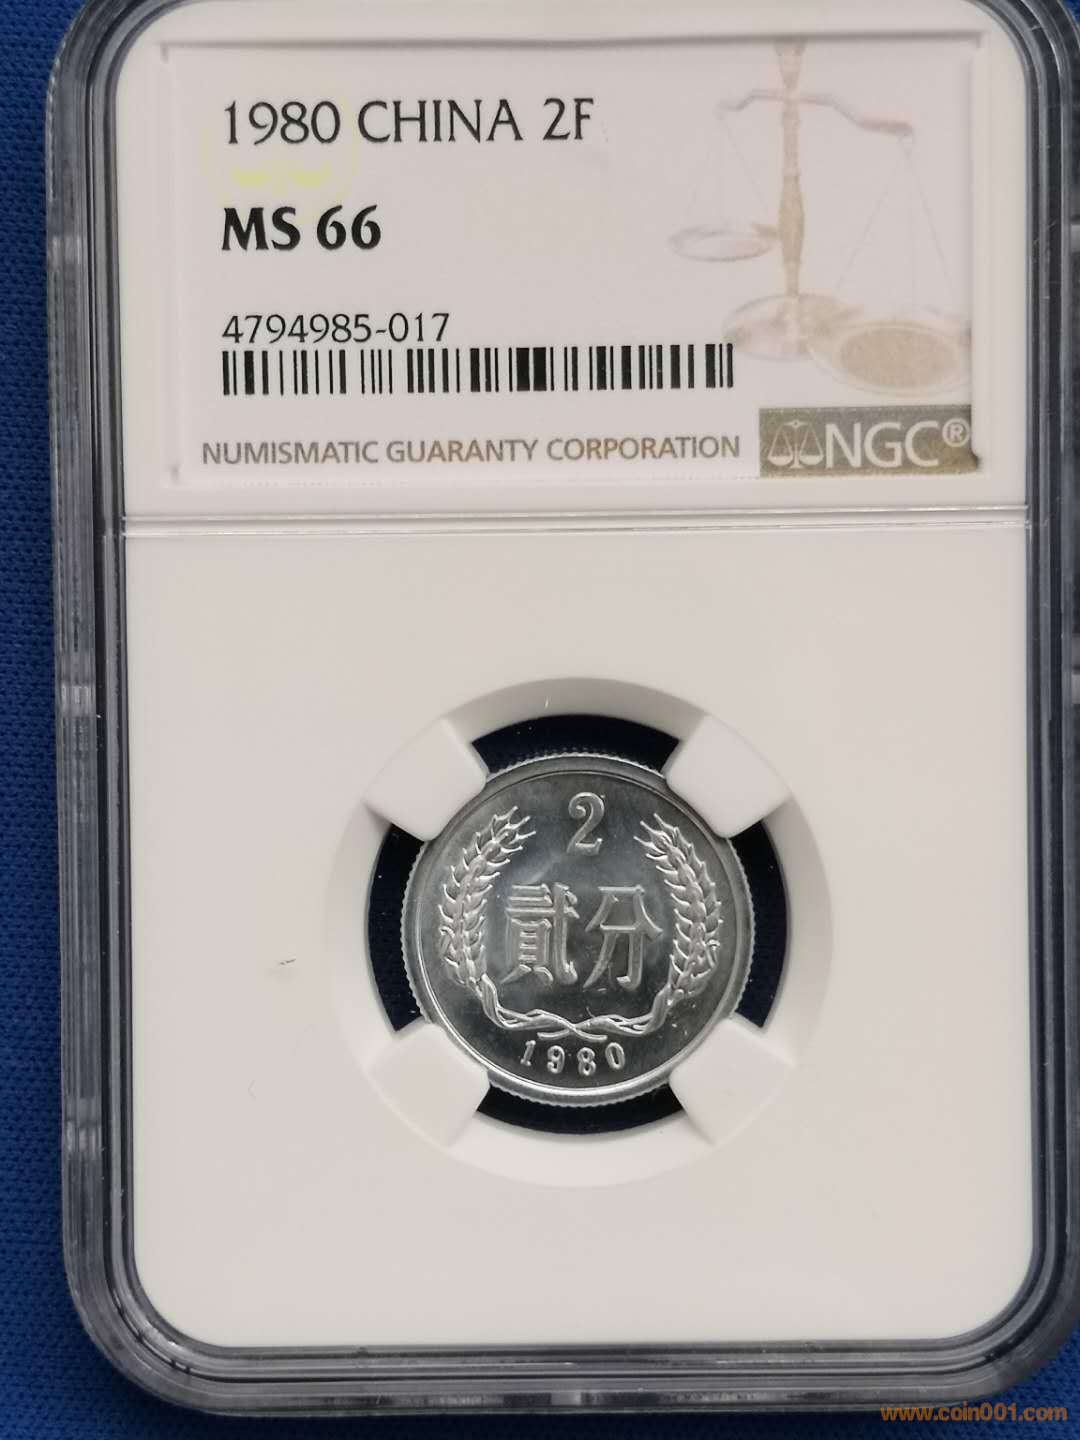 1980 CHINA 2F
MS 66
4794985-017
NUMISMATIC GUARANTY CORPORATION
NGC®
2
貳分
1980
www.coin001.com